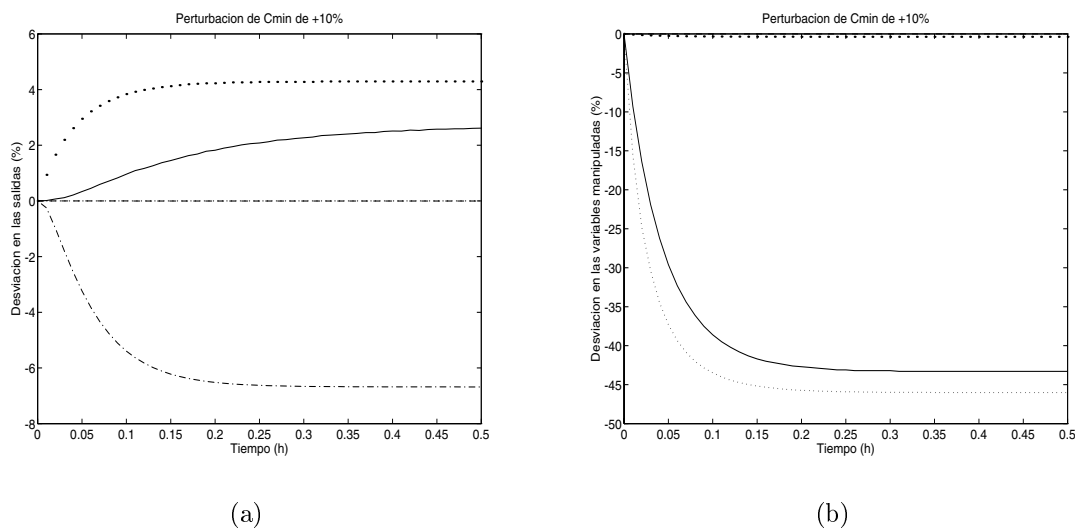 Perturbacion de Cmin de +10%
Desviacion en las salidas (%)
6
4
2
0
-2
-4
-6
-8
0 0.05 0.1 0.15 0.2 0.25 0.3 0.35 0.4 0.45 0.5
Tiempo (h)
(a)
Perturbacion de Cmin de +10%
Desviacion en las variables manipuladas (%)
0
-5
-10
-15
-20
-25
-30
-35
-40
-45
-50
0 0.05 0.1 0.15 0.2 0.25 0.3 0.35 0.4 0.45 0.5
Tiempo (h)
(b)